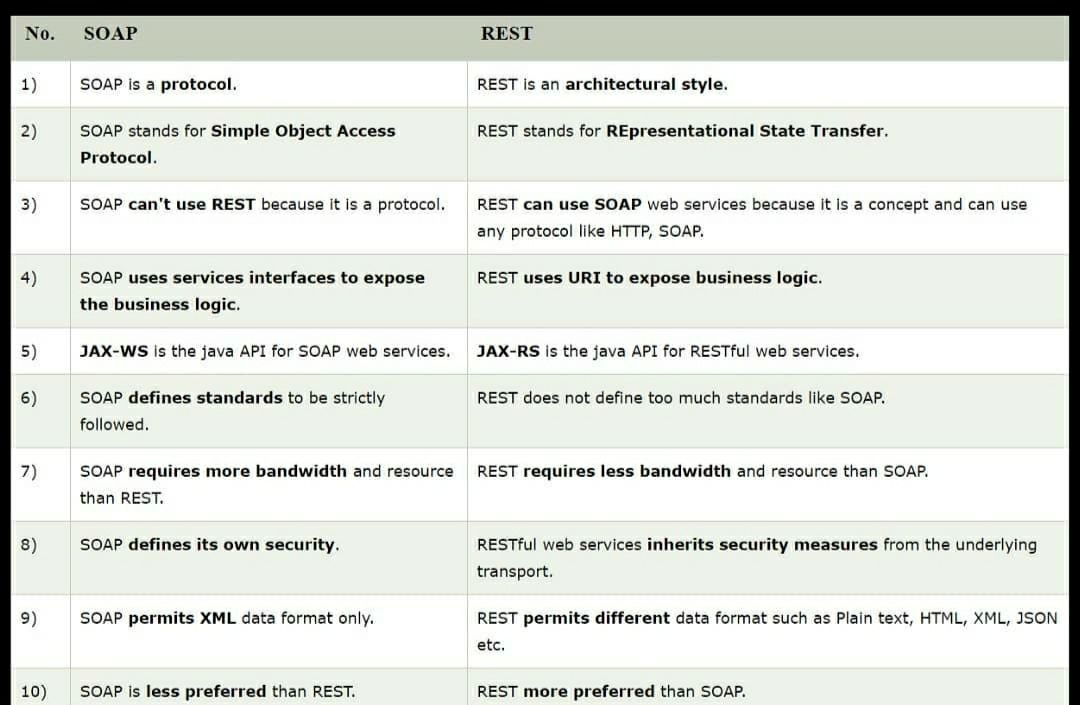 No. SOAP REST
1) SOAP is a protocol. REST is an architectural style.
2) SOAP stands for Simple Object Access REST stands for REpresentational State Transfer.
Protocol.
3) SOAP can't use REST because it is a protocol. REST can use SOAP web services because it is a concept and can use
any protocol like HTTP, SOAP.
4) SOAP uses services interfaces to expose REST uses URI to expose business logic.
the business logic.
5) JAX-WS is the java API for SOAP web services. JAX-RS is the java API for RESTful web services.
6) SOAP defines standards to be strictly REST does not define too much standards like SOAP.
followed.
7) SOAP requires more bandwidth and resource REST requires less bandwidth and resource than SOAP.
than REST.
8) SOAP defines its own security. RESTful web services inherits security measures from the underlying
transport.
9) SOAP permits XML data format only. REST permits different data format such as Plain text, HTML, XML, JSON
etc.
10) SOAP is less preferred than REST. REST more preferred than SOAP.